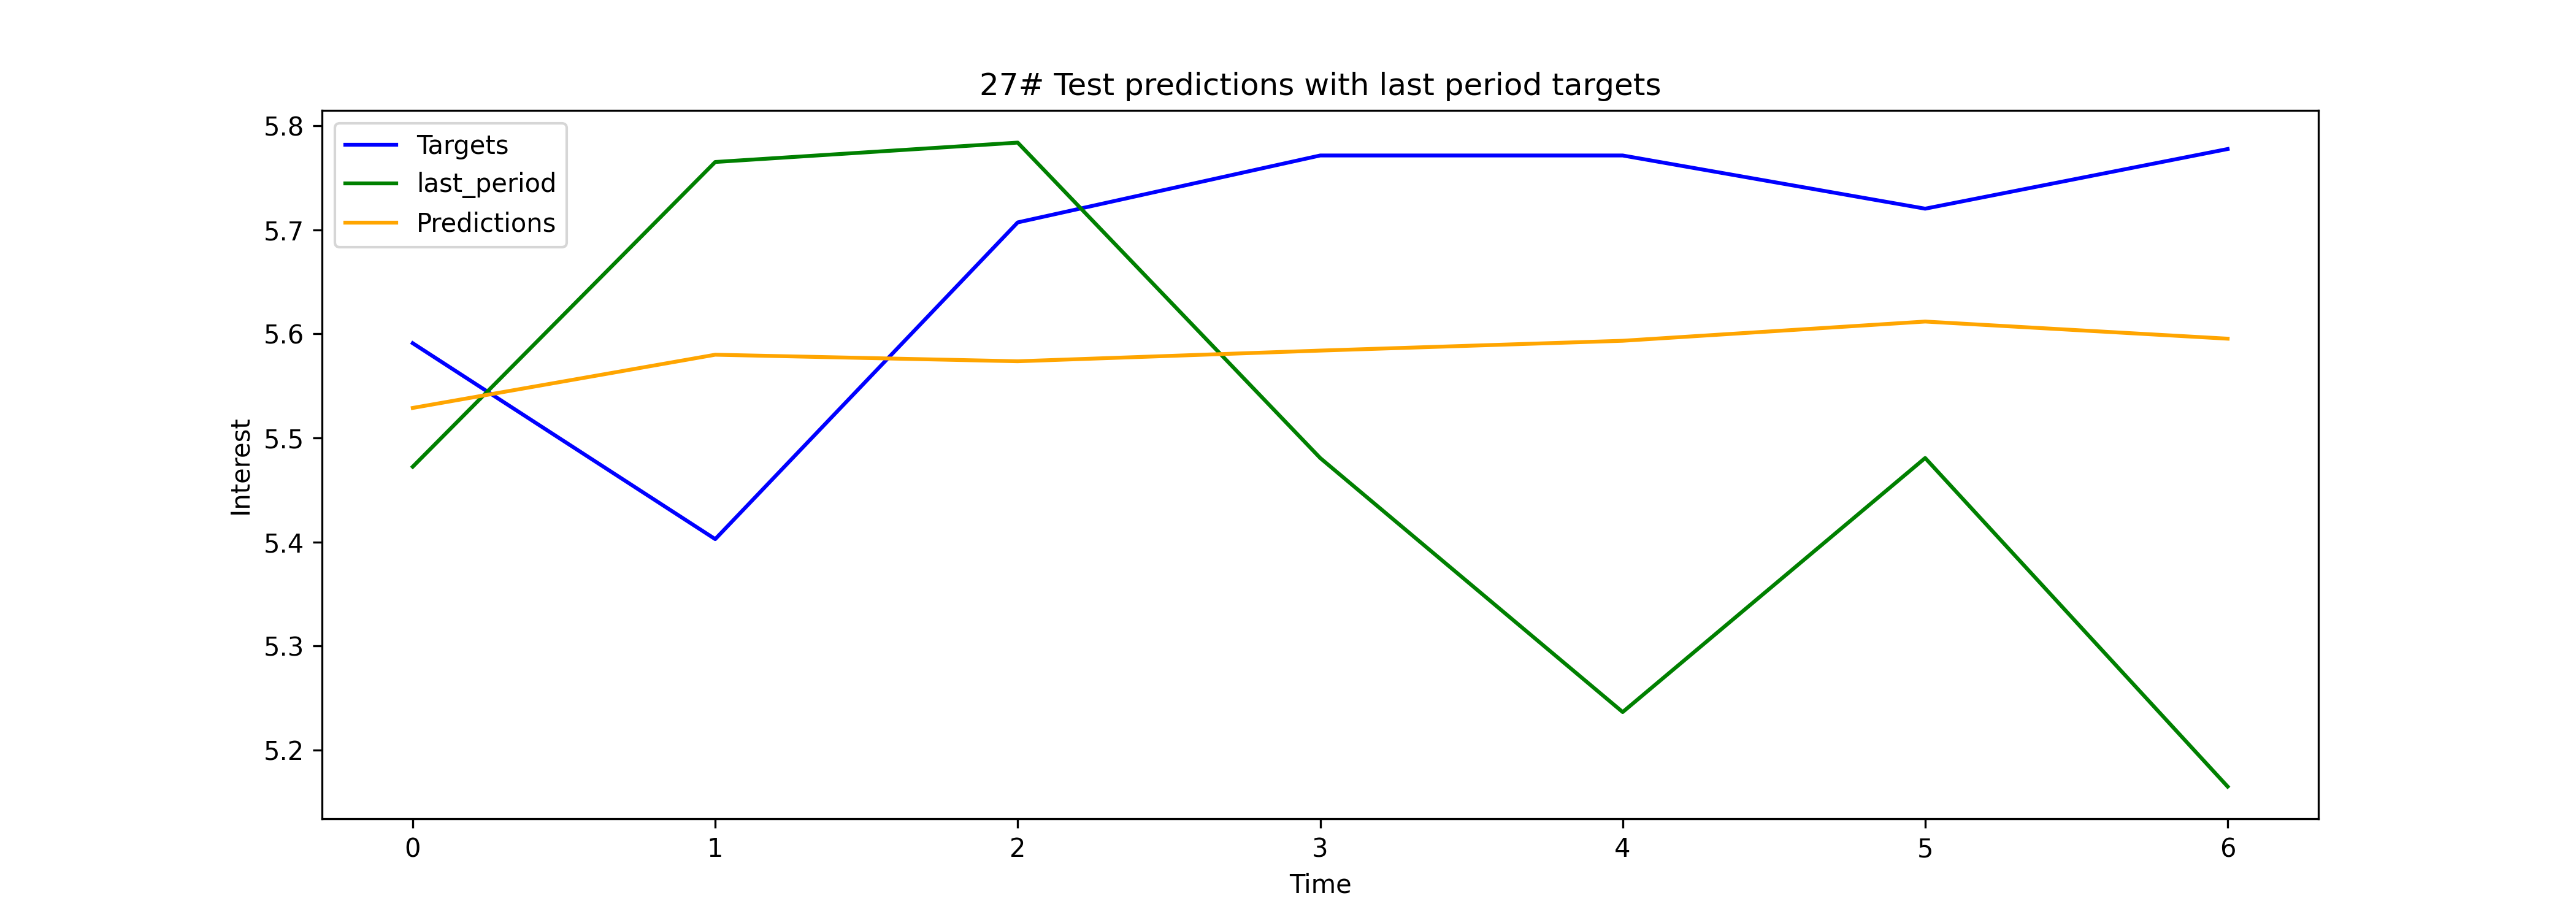 27# Test predictions with last period targets
Targets
last_period
Predictions
5.8
5.7
5.6
5.5
5.4
5.3
5.2
Interest
0 1 2 3 4 5 6
Time